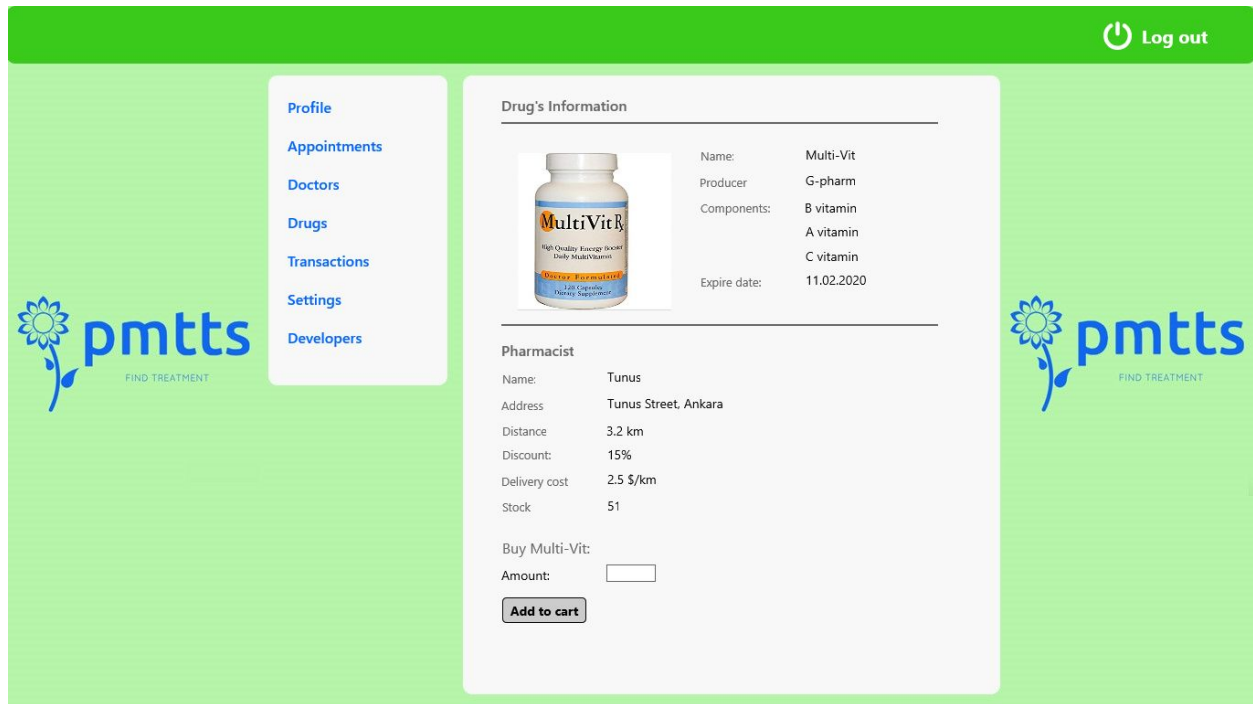 Log out
Profile
Appointments
Doctors
Drugs
Transactions
Settings
Developers
pmtts
FIND TREATMENT
Drug's Information
MultiVit Rx
High Quality Energy Booster
Daily MultiVitamin
Doctor Formulated
120 Capsules
Dietary Supplement
Name: Multi-Vit
Producer G-pharm
Components: B vitamin
A vitamin
C vitamin
Expire date: 11.02.2020
Pharmacist
Name: Tunus
Address Tunus Street, Ankara
Distance 3.2 km
Discount: 15%
Delivery cost 2.5 $/km
Stock 51
Buy Multi-Vit:
Amount:
Add to cart
pmtts
FIND TREATMENT